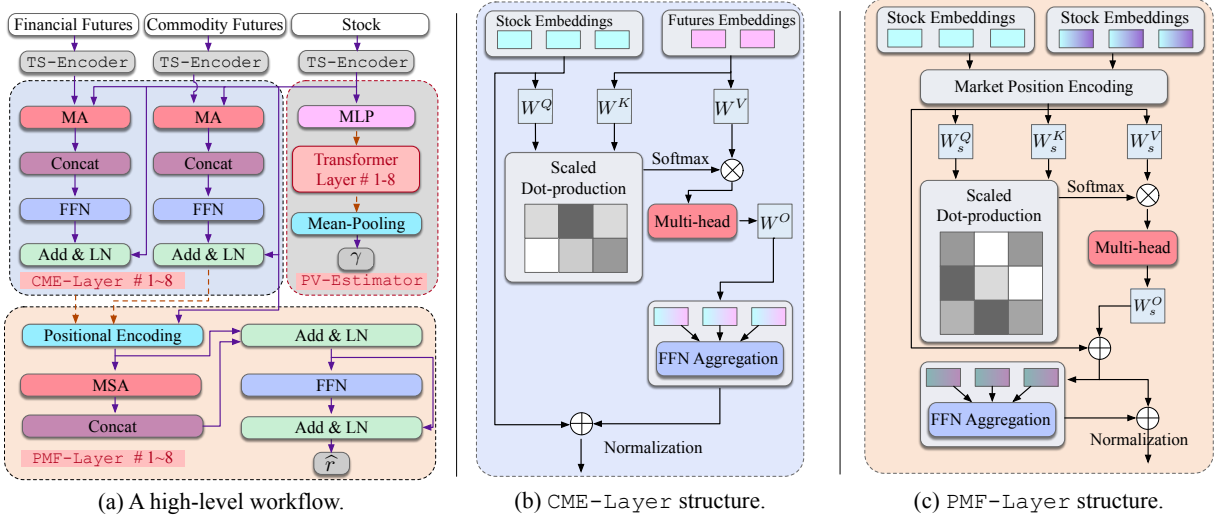 Financial Futures
Commodity Futures
Stock
TS-Encoder
TS-Encoder
TS-Encoder
MA
MA
MLP
Concat
Concat
Transformer
Layer # 1-8
FFN
FFN
Mean-Pooling
Add & LN
Add & LN
γ
CME-Layer # 1~8
PV-Estimator
Positional Encoding
Add & LN
MSA
FFN
Concat
Add & LN
PMF-Layer # 1~8
r̂
(a) A high-level workflow.
Stock Embeddings
Futures Embeddings
W^Q
W^K
W^V
Scaled
Dot-production
Softmax
Multi-head
W^O
FFN Aggregation
Normalization
(b) CME-Layer structure.
Stock Embeddings
Stock Embeddings
Market Position Encoding
W_s^Q
W_s^K
W_s^V
Scaled
Dot-production
Softmax
Multi-head
W_s^O
FFN Aggregation
Normalization
(c) PMF-Layer structure.